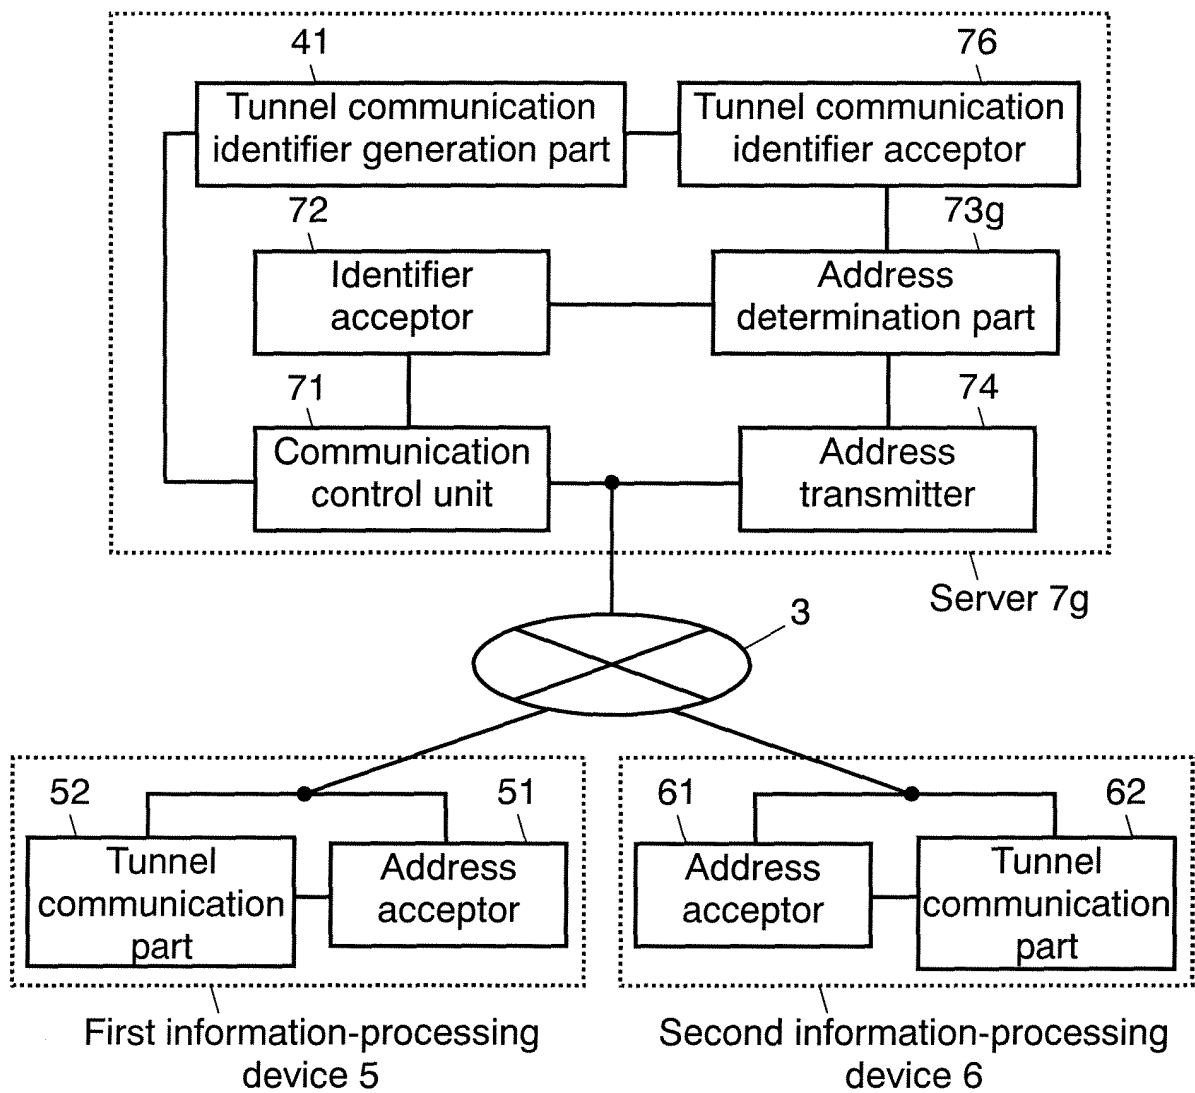 41
76
Tunnel communication
identifier generation part
Tunnel communication
identifier acceptor
72
73g
Identifier
acceptor
Address
determination part
71
74
Communication
control unit
Address
transmitter
Server 7g
3
52
51
61
62
Tunnel
communication
part
Address
acceptor
Address
acceptor
Tunnel
communication
part
First information-processing
device 5
Second information-processing
device 6